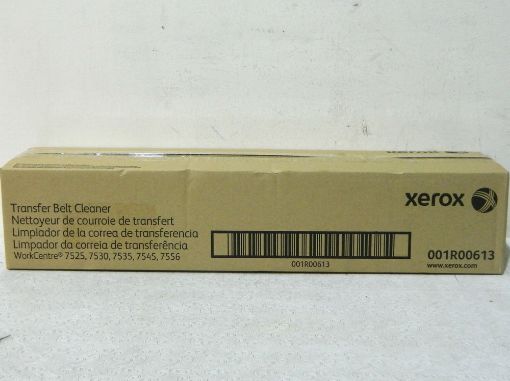 Transfer Belt Cleaner
Nettoyeur de courroie de transfert
Limpiador de la correa de transferencia
Limpador da correia de transferência
WorkCentre® 7525, 7530, 7535, 7545, 7556
001R00613
xerox
001R00613
www.xerox.com